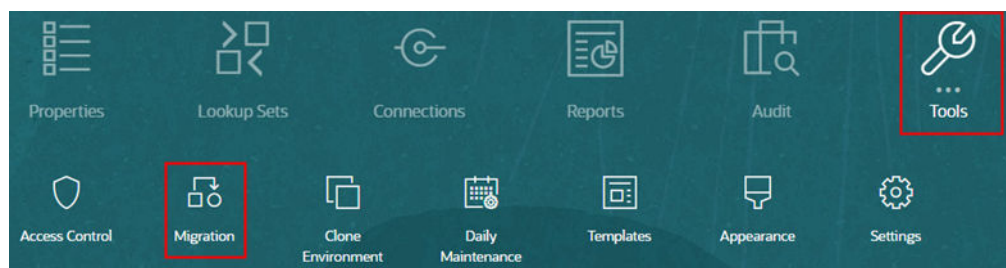 Properties
Lookup Sets
Connections
Reports
Audit
Tools
Access Control
Migration
Clone
Environment
Daily
Maintenance
Templates
Appearance
Settings